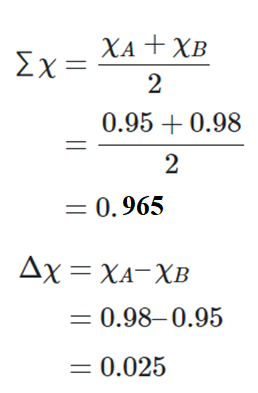 Σχ = (χA + χB) / 2
= (0.95 + 0.98) / 2
= 0.965
Δχ = χA–χB
= 0.98–0.95
= 0.025